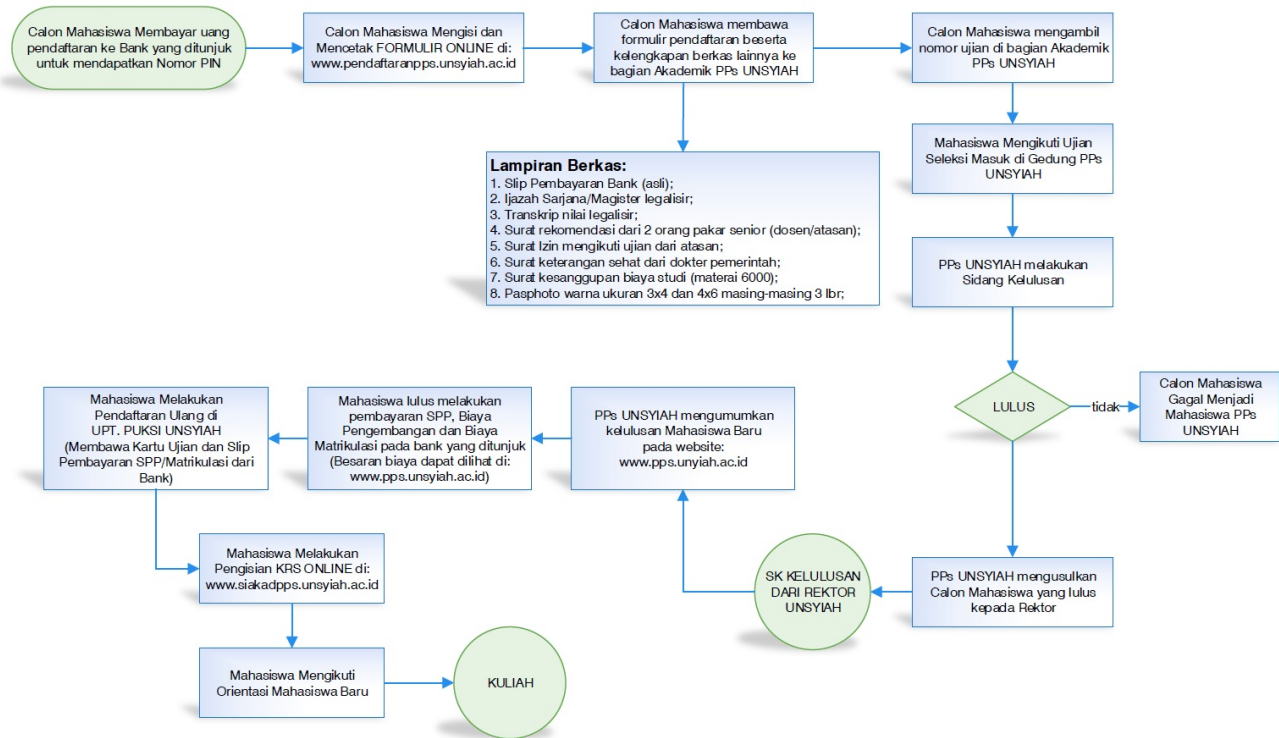 Calon Mahasiswa Membayar uang
pendaftaran ke Bank yang ditunjuk
untuk mendapatkan Nomor PIN
Calon Mahasiswa Mengisi dan
Mencetak FORMULIR ONLINE di:
www.pendaftaranpps.unsyiah.ac.id
Calon Mahasiswa membawa
formulir pendaftaran beserta
kelengkapan berkas lainnya ke
bagian Akademik PPs UNSYIAH
Calon Mahasiswa mengambil
nomor ujian di bagian Akademik
PPs UNSYIAH
Lampiran Berkas:
1. Slip Pembayaran Bank (asli);
2. Ijazah Sarjana/Magister legalisir;
3. Transkrip nilai legalisir;
4. Surat rekomendasi dari 2 orang pakar senior (dosen/atasan);
5. Surat Izin mengikuti ujian dari atasan;
6. Surat keterangan sehat dari dokter pemerintah;
7. Surat kesanggupan biaya studi (materai 6000);
8. Pasphoto warna ukuran 3x4 dan 4x6 masing-masing 3 lbr;
Mahasiswa Mengikuti Ujian
Seleksi Masuk di Gedung PPs
UNSYIAH
PPs UNSYIAH melakukan
Sidang Kelulusan
LULUS
tidak
Calon Mahasiswa
Gagal Menjadi
Mahasiswa PPs
UNSYIAH
PPs UNSYIAH mengusulkan
Calon Mahasiswa yang lulus
kepada Rektor
SK KELULUSAN
DARI REKTOR
UNSYIAH
PPs UNSYIAH mengumumkan
kelulusan Mahasiswa Baru
pada website:
www.pps.unyiah.ac.id
Mahasiswa lulus melakukan
pembayaran SPP, Biaya
Pengembangan dan Biaya
Matrikulasi pada bank yang ditunjuk
(Besaran biaya dapat dilihat di:
www.pps.unsyiah.ac.id)
Mahasiswa Melakukan
Pendaftaran Ulang di
UPT. PUKSI UNSYIAH
(Membawa Kartu Ujian dan Slip
Pembayaran SPP/Matrikulasi dari
Bank)
Mahasiswa Melakukan
Pengisian KRS ONLINE di:
www.siakadpps.unsyiah.ac.id
Mahasiswa Mengikuti
Orientasi Mahasiswa Baru
KULIAH